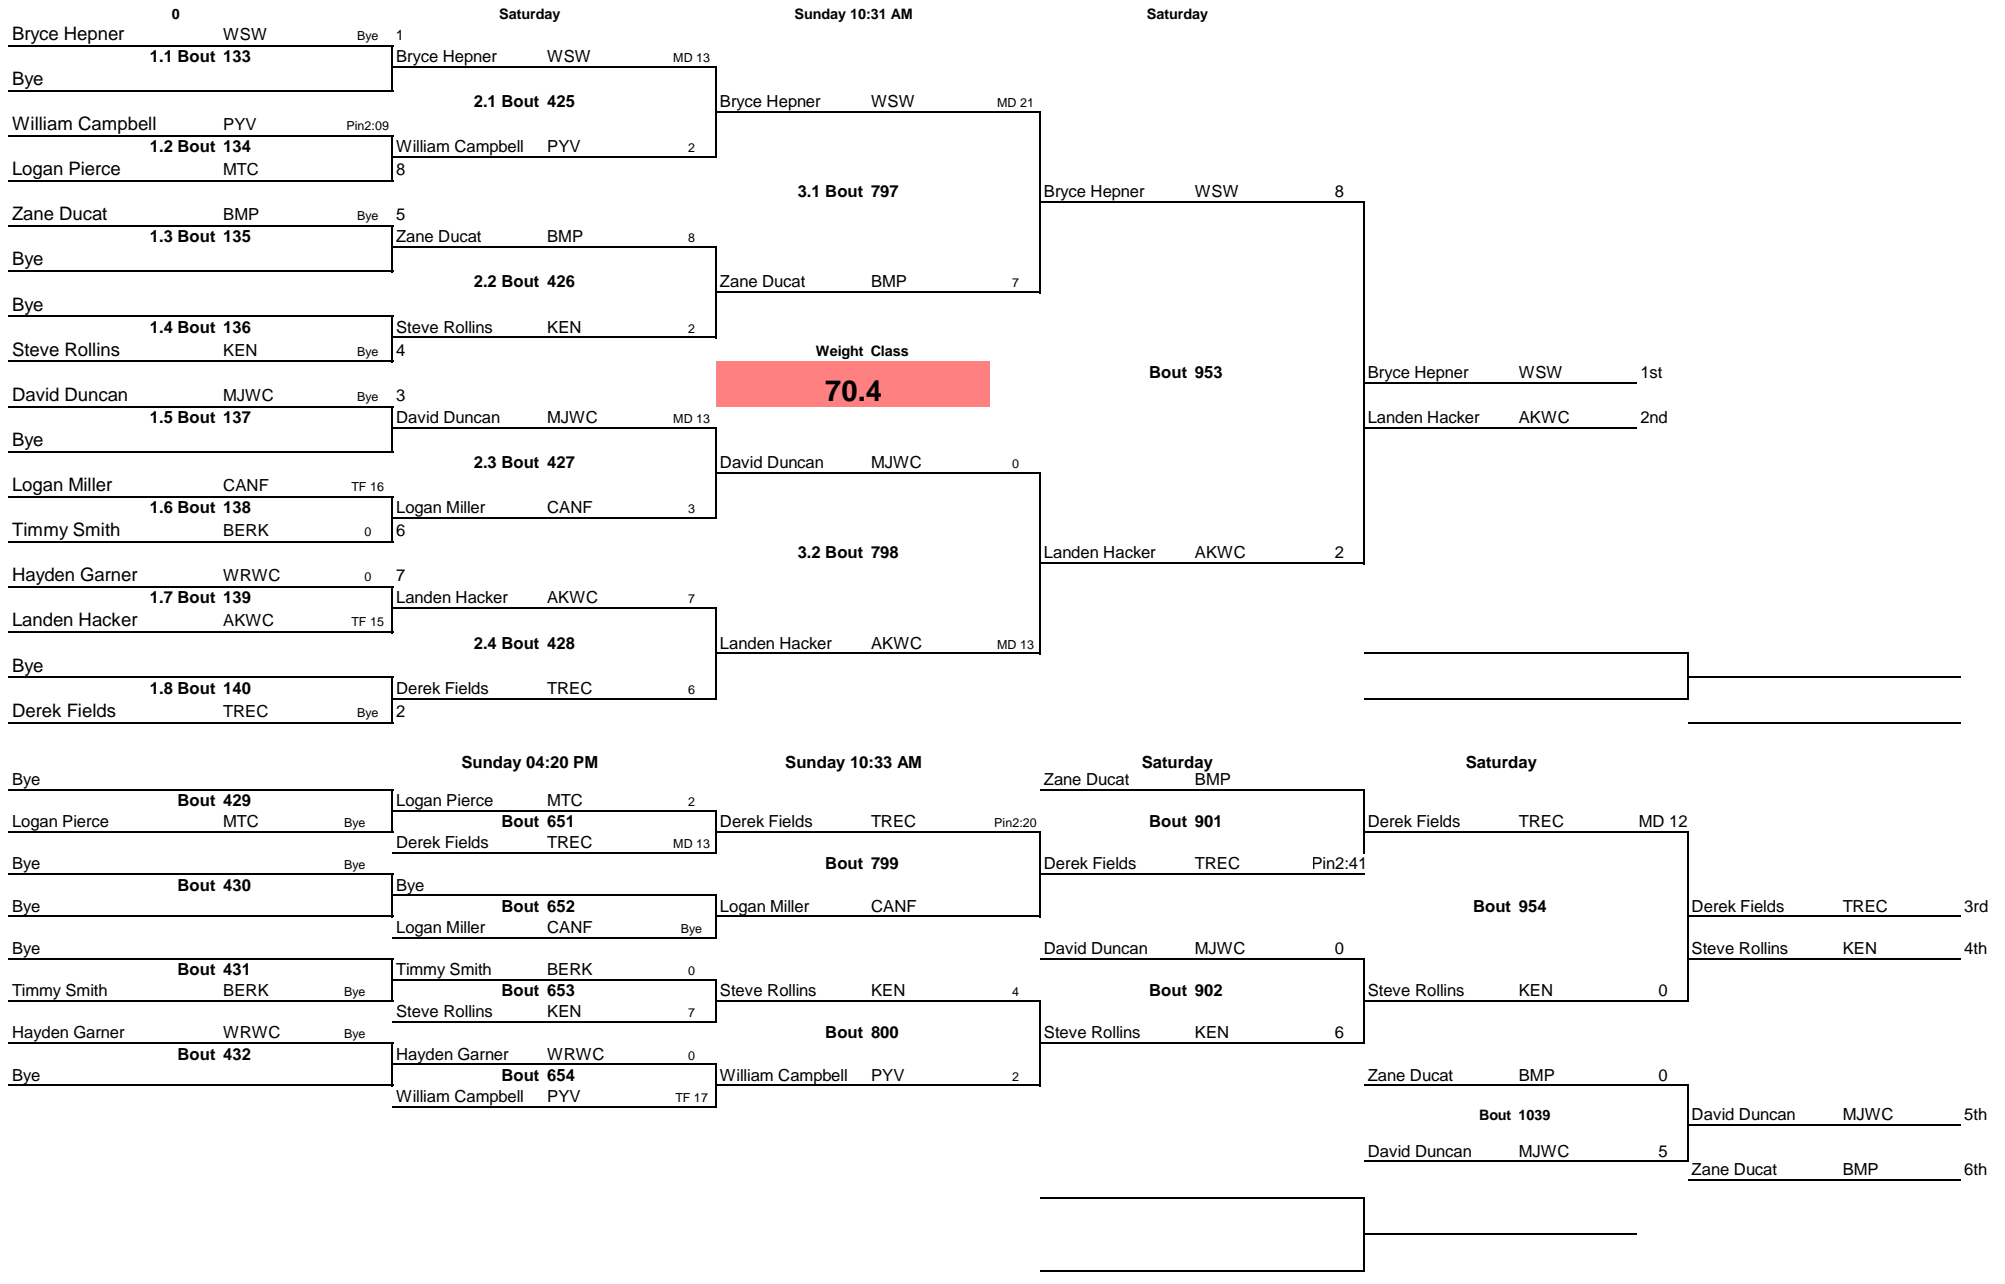 0 Saturday Sunday 10:31 AM Saturday
Bryce Hepner WSW Bye 1
1.1 Bout 133 Bryce Hepner WSW MD 13
Bye
2.1 Bout 425 Bryce Hepner WSW MD 21
William Campbell PYV Pin2:09
1.2 Bout 134 William Campbell PYV 2
Logan Pierce MTC 8
3.1 Bout 797 Bryce Hepner WSW 8
Zane Ducat BMP Bye 5
1.3 Bout 135 Zane Ducat BMP 8
Bye
2.2 Bout 426 Zane Ducat BMP 7
Bye
1.4 Bout 136 Steve Rollins KEN 2
Steve Rollins KEN Bye 4 Weight Class
Bout 953 Bryce Hepner WSW 1st
70.4
David Duncan MJWC Bye 3
1.5 Bout 137 David Duncan MJWC MD 13 Landen Hacker AKWC 2nd
Bye
2.3 Bout 427 David Duncan MJWC 0
Logan Miller CANF TF 16
1.6 Bout 138 Logan Miller CANF 3
Timmy Smith BERK 0 6
3.2 Bout 798 Landen Hacker AKWC 2
Hayden Garner WRWC 0 7
1.7 Bout 139 Landen Hacker AKWC 7
Landen Hacker AKWC TF 15
2.4 Bout 428 Landen Hacker AKWC MD 13
Bye
1.8 Bout 140 Derek Fields TREC 6
Derek Fields TREC Bye 2
Sunday 04:20 PM Sunday 10:33 AM Saturday Saturday
Bye Zane Ducat BMP
Bout 429 Logan Pierce MTC 2
Logan Pierce MTC Bye Bout 651 Derek Fields TREC Pin2:20 Bout 901 Derek Fields TREC MD 12
Derek Fields TREC MD 13
Bye Bye Bout 799 Derek Fields TREC Pin2:41
Bout 430 Bye
Bye Bout 652 Logan Miller CANF Bout 954 Derek Fields TREC 3rd
Logan Miller CANF Bye
Bye David Duncan MJWC 0 Steve Rollins KEN 4th
Bout 431 Timmy Smith BERK 0
Timmy Smith BERK Bye Bout 653 Steve Rollins KEN 4 Bout 902 Steve Rollins KEN 0
Steve Rollins KEN 7
Hayden Garner WRWC Bye Bout 800 Steve Rollins KEN 6
Bout 432 Hayden Garner WRWC 0
Bye Bout 654 William Campbell PYV 2 Zane Ducat BMP 0
William Campbell PYV TF 17
Bout 1039 David Duncan MJWC 5th
David Duncan MJWC 5
Zane Ducat BMP 6th